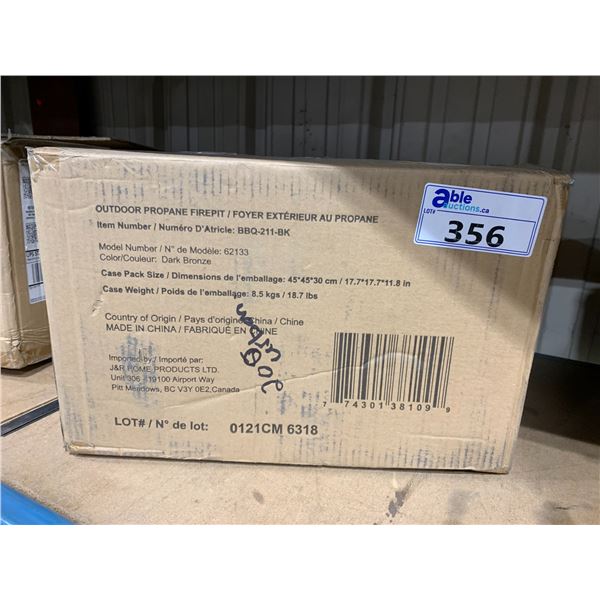 OUTDOOR PROPANE FIREPIT / FOYER EXTÉRIEUR AU PROPANE
Item Number / Numéro D'Atricle: BBQ-211-BK
Model Number / N° de Modèle: 62133
Color/Couleur: Dark Bronze
Case Pack Size / Dimensions de l'emballage: 45*45*30 cm / 17.7*17.7*11.8 in
Case Weight / Poids de l'emballage: 8.5 kgs / 18.7 lbs
Country of Origin / Pays d'origine China / Chine
MADE IN CHINA / FABRIQUÉ EN CHINE
Imported by / Importé par:
J&R HOME PRODUCTS LTD.
Unit 306 -19100 Airport Way
Pitt Meadows, BC V3Y 0E2, Canada
LOT# / N° de lot: 0121CM 6318
7 74301 38109 9
able
auctions.ca
LOT#
356